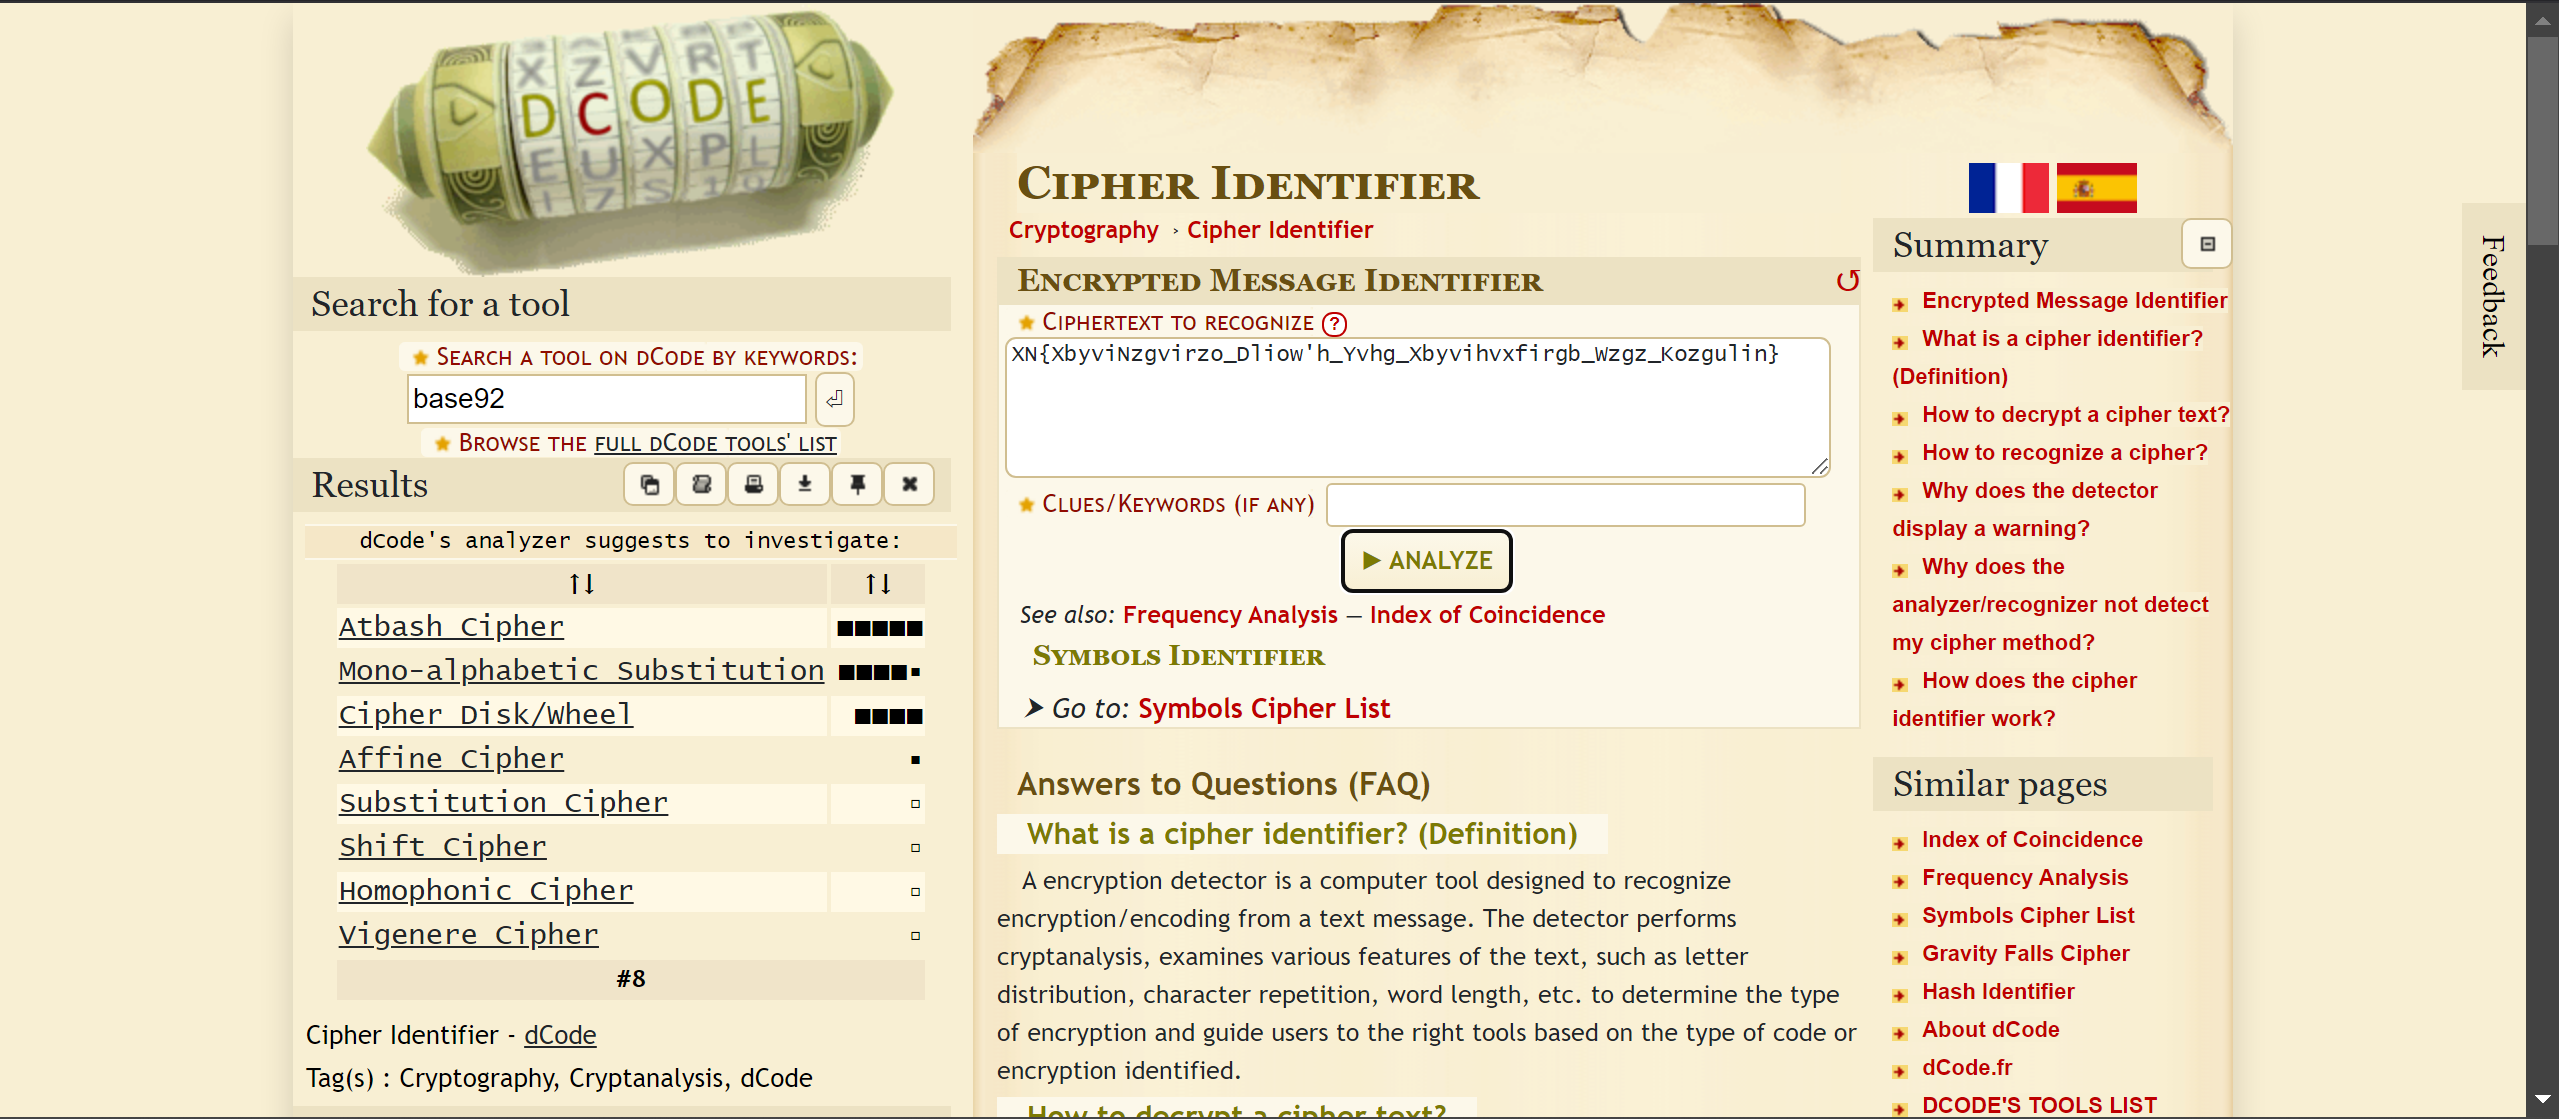 DCODE
Search for a tool
Search a tool on dCode by keywords:
base92
Browse the full dCode tools' list
Results
dCode's analyzer suggests to investigate:
↑↓ ↑↓
Atbash Cipher ■■■■■
Mono-alphabetic Substitution ■■■■▪
Cipher Disk/Wheel ■■■■
Affine Cipher ▪
Substitution Cipher ▫
Shift Cipher ▫
Homophonic Cipher ▫
Vigenere Cipher ▫
#8
Cipher Identifier - dCode
Tag(s) : Cryptography, Cryptanalysis, dCode
Cipher Identifier
Cryptography › Cipher Identifier
Encrypted Message Identifier
Ciphertext to recognize ?
XN{XbyviNzgvirzo_Dliow'h_Yvhg_Xbyvihvxfirgb_Wzgz_Kozgulin}
Clues/Keywords (if any)
► ANALYZE
See also: Frequency Analysis — Index of Coincidence
Symbols Identifier
➤ Go to: Symbols Cipher List
Answers to Questions (FAQ)
What is a cipher identifier? (Definition)
A encryption detector is a computer tool designed to recognize
encryption/encoding from a text message. The detector performs
cryptanalysis, examines various features of the text, such as letter
distribution, character repetition, word length, etc. to determine the type
of encryption and guide users to the right tools based on the type of code or
encryption identified.
How to decrypt a cipher text?
Summary
Encrypted Message Identifier
What is a cipher identifier?
(Definition)
How to decrypt a cipher text?
How to recognize a cipher?
Why does the detector
display a warning?
Why does the
analyzer/recognizer not detect
my cipher method?
How does the cipher
identifier work?
Similar pages
Index of Coincidence
Frequency Analysis
Symbols Cipher List
Gravity Falls Cipher
Hash Identifier
About dCode
dCode.fr
DCODE'S TOOLS LIST
Feedback